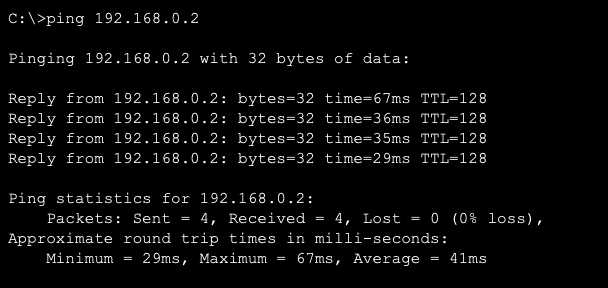 C:\>ping 192.168.0.2
Pinging 192.168.0.2 with 32 bytes of data:
Reply from 192.168.0.2: bytes=32 time=67ms TTL=128
Reply from 192.168.0.2: bytes=32 time=36ms TTL=128
Reply from 192.168.0.2: bytes=32 time=35ms TTL=128
Reply from 192.168.0.2: bytes=32 time=29ms TTL=128
Ping statistics for 192.168.0.2:
Packets: Sent = 4, Received = 4, Lost = 0 (0% loss),
Approximate round trip times in milli-seconds:
Minimum = 29ms, Maximum = 67ms, Average = 41ms